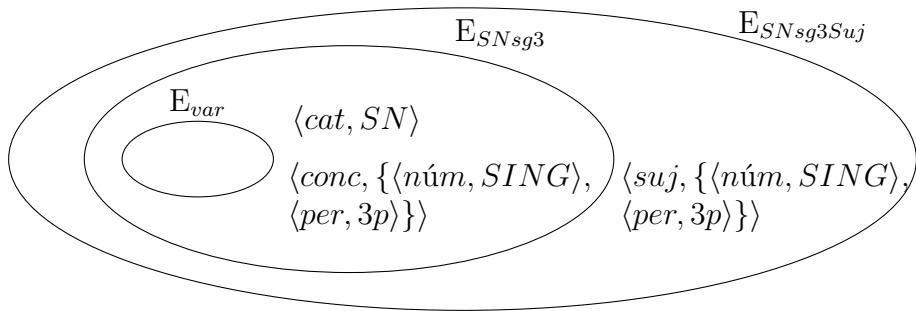 E_{SNsg3}
E_{SNsg3Suj}
E_{var}
⟨cat, SN⟩
⟨conc, {⟨núm, SING⟩,
⟨per, 3p⟩}⟩
⟨suj, {⟨núm, SING⟩,
⟨per, 3p⟩}⟩